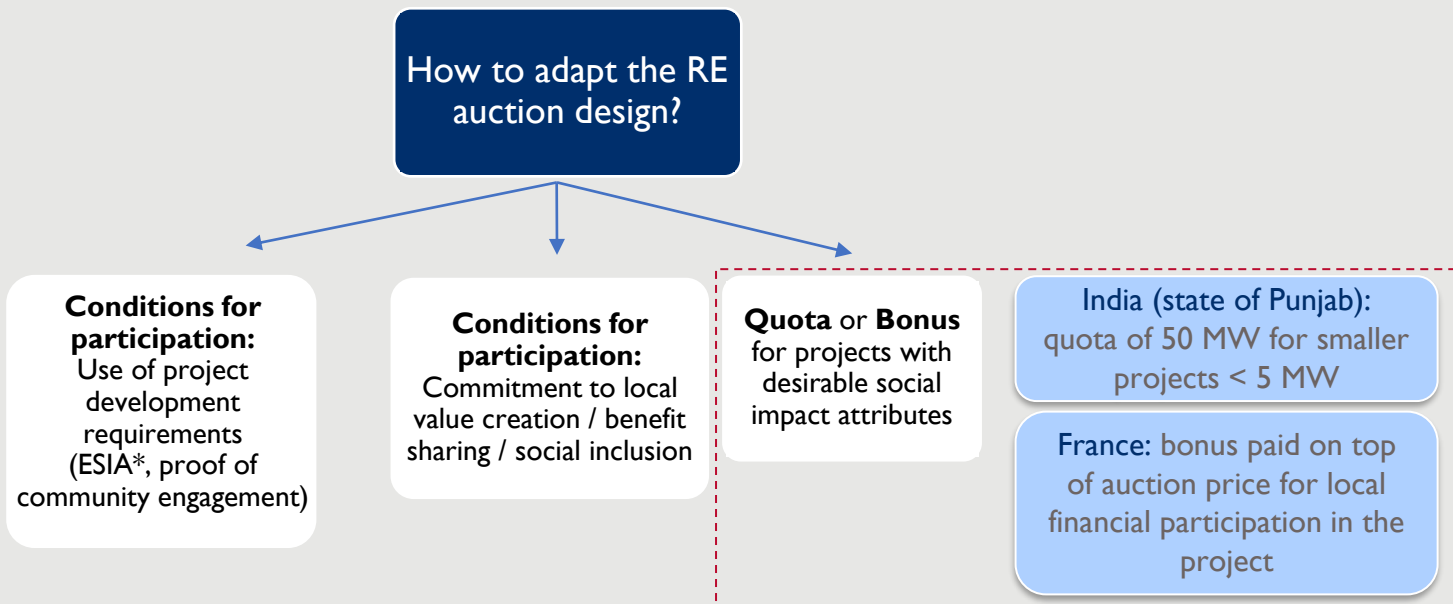 How to adapt the RE
auction design?
Conditions for
participation:
Use of project
development
requirements
(ESIA*, proof of
community engagement)
Conditions for
participation:
Commitment to local
value creation / benefit
sharing / social inclusion
Quota or Bonus
for projects with
desirable social
impact attributes
India (state of Punjab):
quota of 50 MW for smaller
projects < 5 MW
France: bonus paid on top
of auction price for local
financial participation in the
project